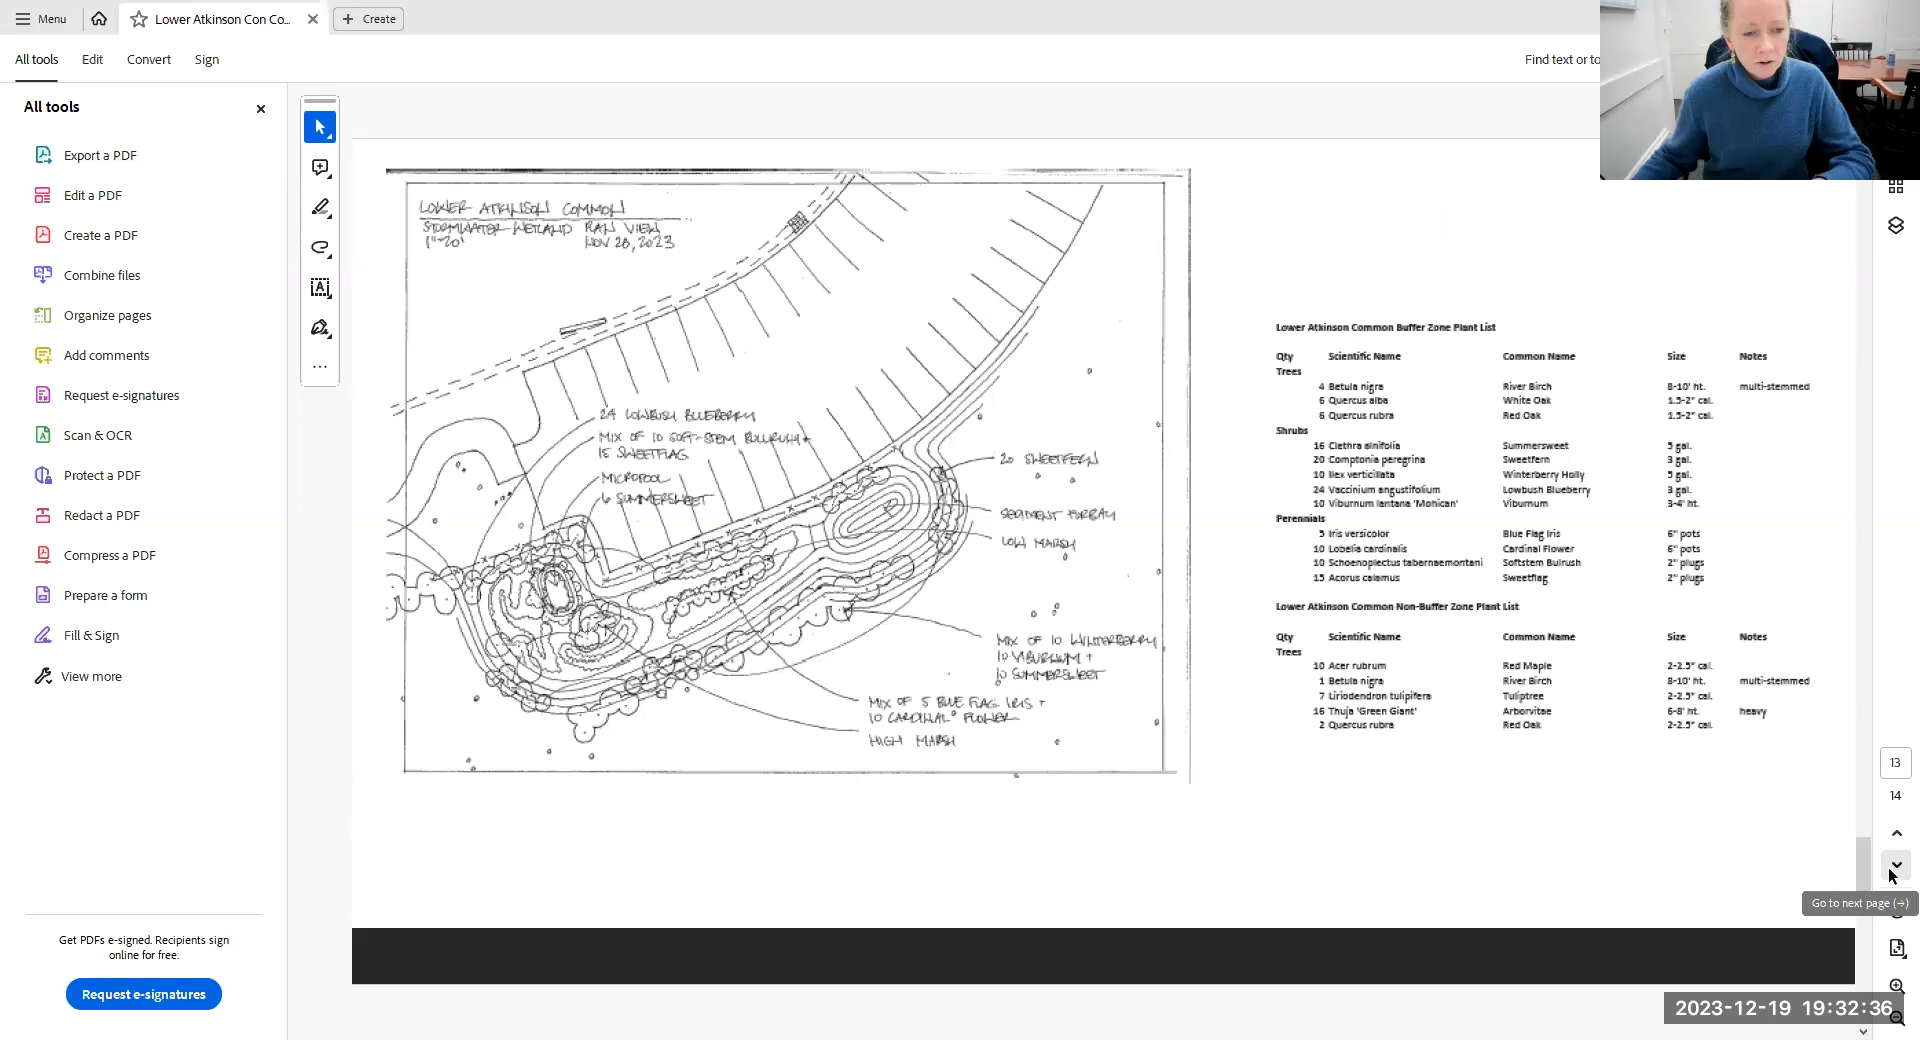 Menu
Lower Atkinson Con Co...
Create
All tools
Edit
Convert
Sign
Find text or to
All tools
Export a PDF
Edit a PDF
Create a PDF
Combine files
Organize pages
Add comments
Request e-signatures
Scan & OCR
Protect a PDF
Redact a PDF
Compress a PDF
Prepare a form
Fill & Sign
View more
Get PDFs e-signed. Recipients sign
online for free.
Request e-signatures
LOWER ATKINSON COMMON
STORMWATER WETLAND PLAN VIEW
NOV 28, 2023
24 LOWBUSH BLUEBERRY
MIX OF 10 SOFT-STEM BULLRUSH +
15 SWEETFLAG
MICROPOOL
6 SUMMERSWEET
20 SWEETFERN
SEDIMENT FOREBAY
LOW MARSH
MIX OF 10 WINTERBERRY
10 VIBURNUM +
10 SUMMERSWEET
MIX OF 5 BLUE FLAG IRIS +
10 CARDINAL FLOWER
HIGH MARSH
Lower Atkinson Common Buffer Zone Plant List
Qty Scientific Name Common Name Size Notes
Trees
4 Betula nigra River Birch 8-10' ht. multi-stemmed
6 Quercus alba White Oak 1.5-2" cal.
6 Quercus rubra Red Oak 1.5-2" cal.
Shrubs
16 Clethra alnifolia Summersweet 5 gal.
20 Comptonia peregrina Sweetfern 3 gal.
10 Ilex verticillata Winterberry Holly 5 gal.
24 Vaccinium angustifolium Lowbush Blueberry 3 gal.
10 Viburnum lantana 'Mohican' Viburnum 3-4' ht.
Perennials
5 Iris versicolor Blue Flag Iris 6" pots
10 Lobelia cardinalis Cardinal Flower 6" pots
10 Schoenoplectus tabernaemontani Softstem Bulrush 2" plugs
15 Acorus calamus Sweetflag 2" plugs
Lower Atkinson Common Non-Buffer Zone Plant List
Qty Scientific Name Common Name Size Notes
Trees
10 Acer rubrum Red Maple 2-2.5" cal.
1 Betula nigra River Birch 8-10' ht. multi-stemmed
7 Liriodendron tulipifera Tuliptree 2-2.5" cal.
16 Thuja 'Green Giant' Arborvitae 6-8' ht. heavy
2 Quercus rubra Red Oak 2-2.5" cal.
13
14
Go to next page (→)
2023-12-19 19:32:36